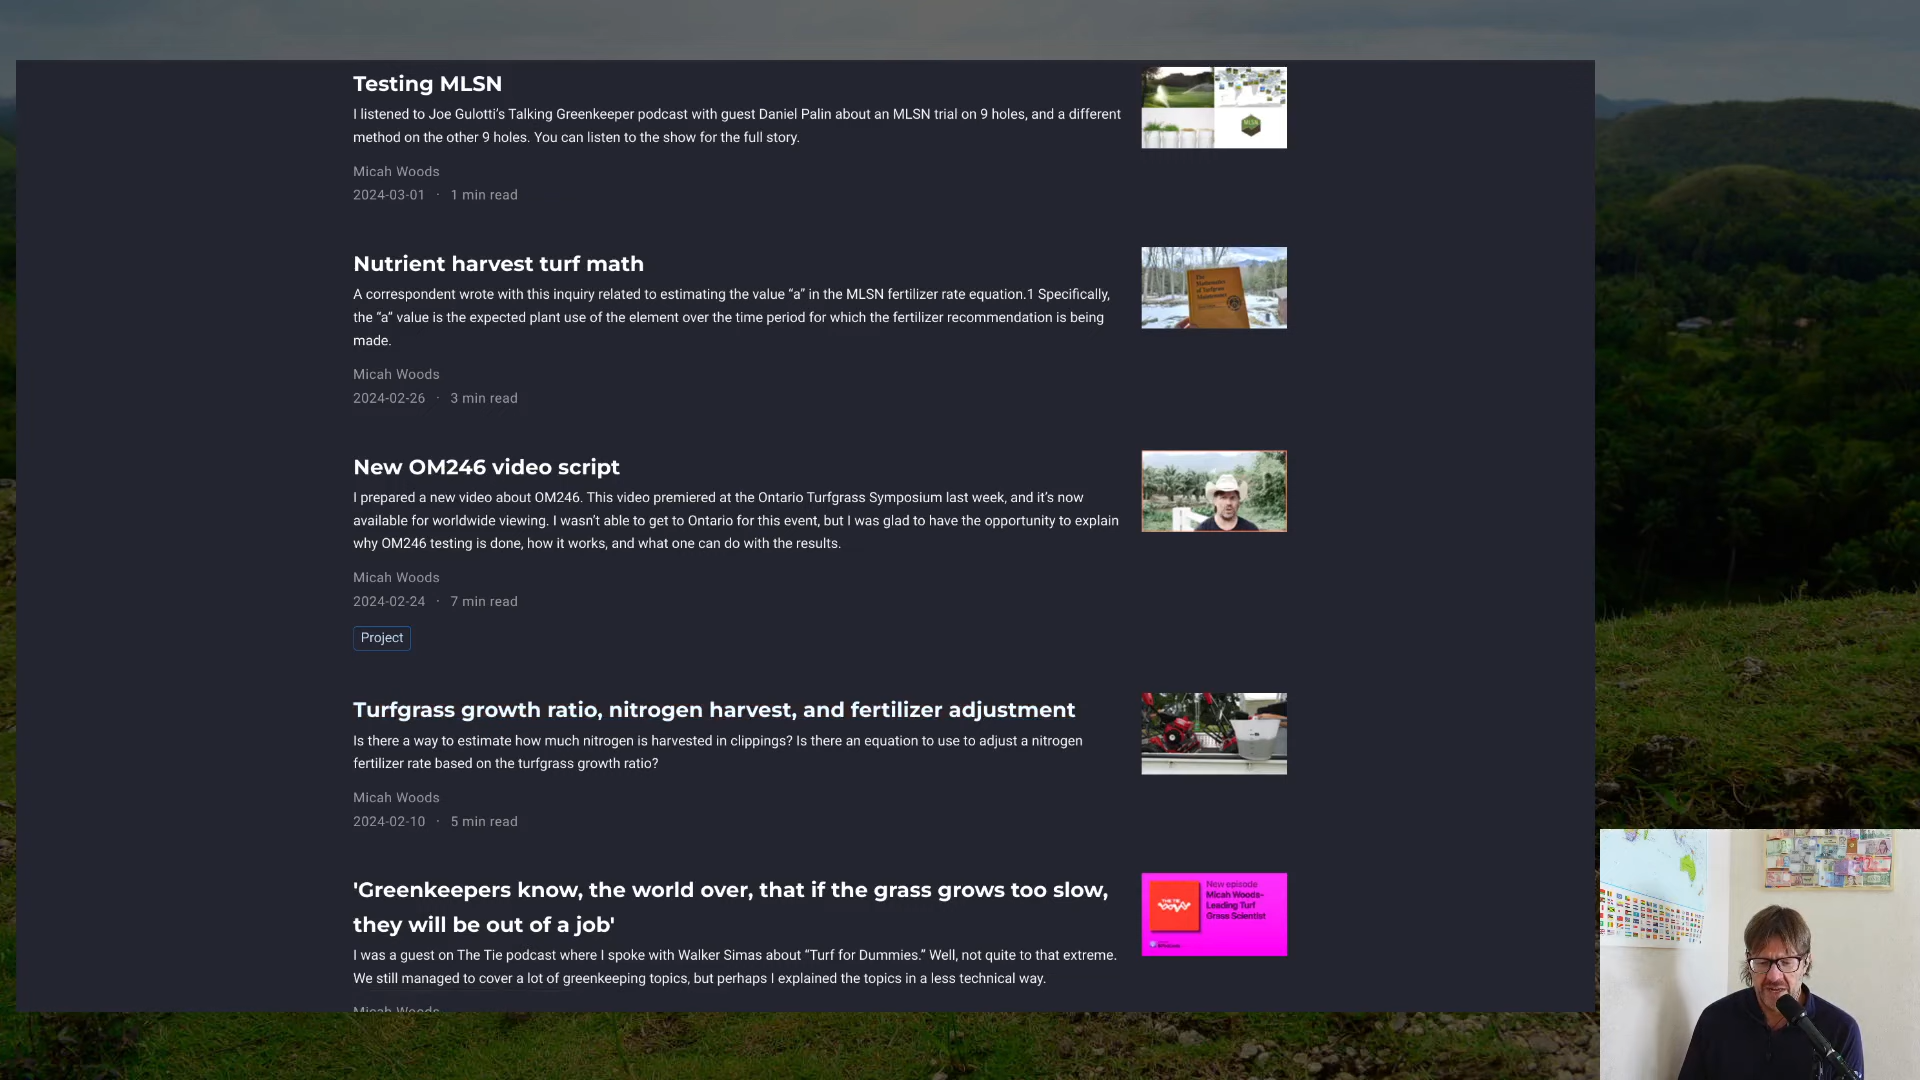 Testing MLSN
I listened to Joe Gulotti's Talking Greenkeeper podcast with guest Daniel Palin about an MLSN trial on 9 holes, and a different
method on the other 9 holes. You can listen to the show for the full story.
Micah Woods
2024-03-01 · 1 min read
Nutrient harvest turf math
A correspondent wrote with this inquiry related to estimating the value “a” in the MLSN fertilizer rate equation.1 Specifically,
the “a” value is the expected plant use of the element over the time period for which the fertilizer recommendation is being
made.
Micah Woods
2024-02-26 · 3 min read
New OM246 video script
I prepared a new video about OM246. This video premiered at the Ontario Turfgrass Symposium last week, and it's now
available for worldwide viewing. I wasn't able to get to Ontario for this event, but I was glad to have the opportunity to explain
why OM246 testing is done, how it works, and what one can do with the results.
Micah Woods
2024-02-24 · 7 min read
Project
Turfgrass growth ratio, nitrogen harvest, and fertilizer adjustment
Is there a way to estimate how much nitrogen is harvested in clippings? Is there an equation to use to adjust a nitrogen
fertilizer rate based on the turfgrass growth ratio?
Micah Woods
2024-02-10 · 5 min read
'Greenkeepers know, the world over, that if the grass grows too slow,
they will be out of a job'
New episode
Micah Woods-
Leading Turf
Grass Scientist
I was a guest on The Tie podcast where I spoke with Walker Simas about “Turf for Dummies.” Well, not quite to that extreme.
We still managed to cover a lot of greenkeeping topics, but perhaps I explained the topics in a less technical way.
Micah Woods